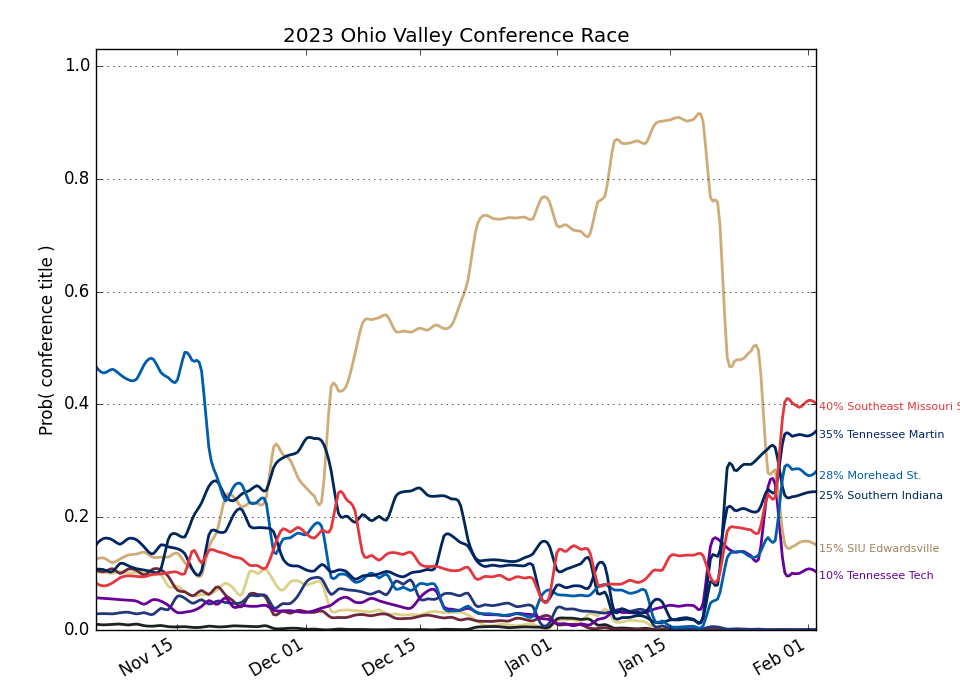 2023 Ohio Valley Conference Race
Prob( conference title )
1.0
0.8
0.6
0.4
0.2
0.0
Nov 15
Dec 01
Dec 15
Jan 01
Jan 15
Feb 01
40% Southeast Missouri S
35% Tennessee Martin
28% Morehead St.
25% Southern Indiana
15% SIU Edwardsville
10% Tennessee Tech